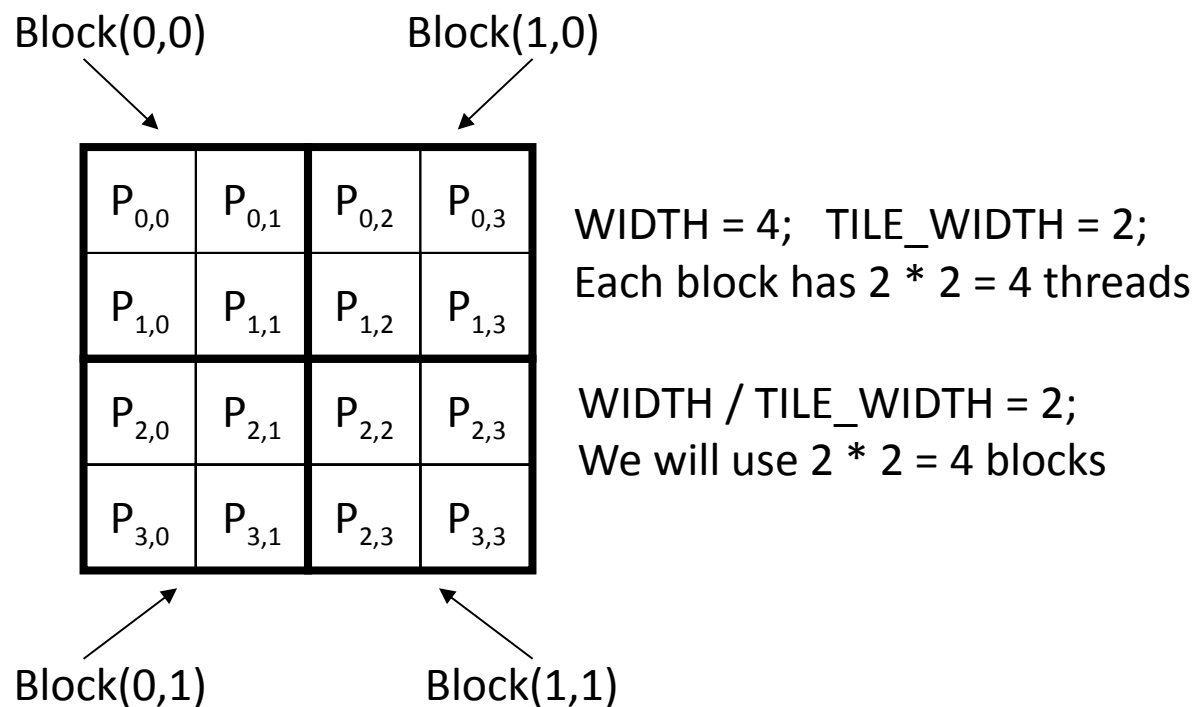 Block(0,0) Block(1,0)
P0,0 P0,1 P0,2 P0,3
WIDTH = 4; TILE_WIDTH = 2;
P1,0 P1,1 P1,2 P1,3
Each block has 2 * 2 = 4 threads
P2,0 P2,1 P2,2 P2,3
WIDTH / TILE_WIDTH = 2;
P3,0 P3,1 P2,3 P3,3
We will use 2 * 2 = 4 blocks
Block(0,1) Block(1,1)